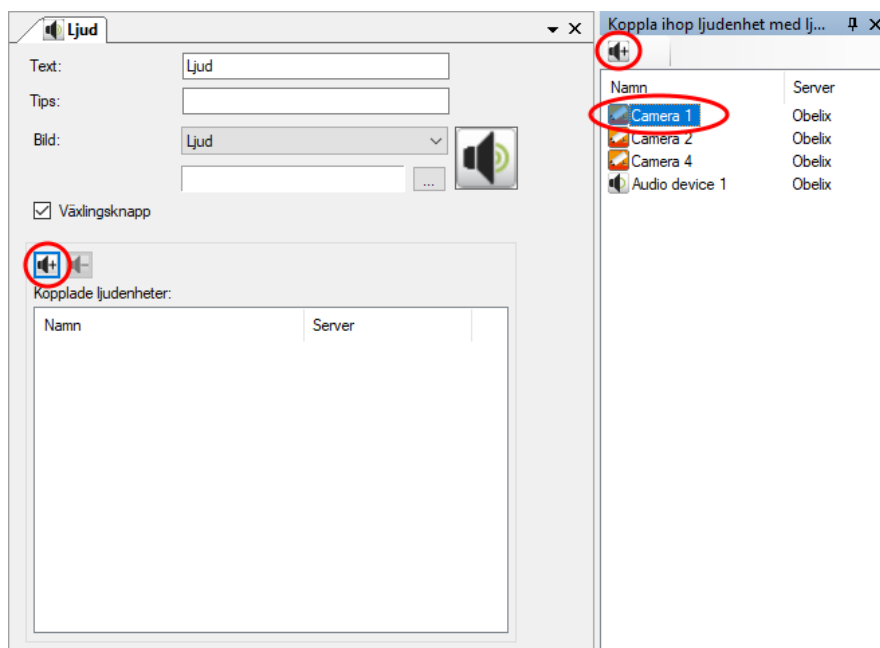 Ljud
Text:
Ljud
Tips:
Bild:
Ljud
...
Växlingsknapp
Kopplade ljudenheter:
Namn Server
Koppla ihop ljudenhet med lj...
Namn Server
Camera 1 Obelix
Camera 2 Obelix
Camera 4 Obelix
Audio device 1 Obelix